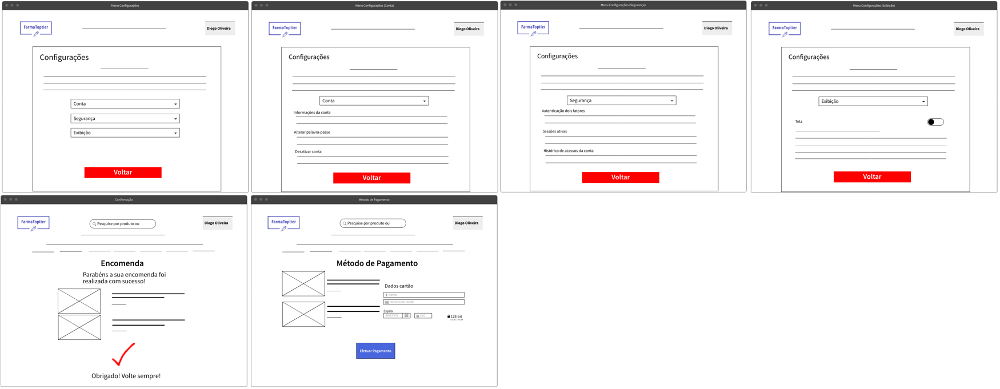 Menu Configurações
FarmaToptier
Diogo Oliveira
Configurações
Conta
Segurança
Exibição
Voltar
Menu Configurações (Conta)
FarmaToptier
Diogo Oliveira
Configurações
Conta
Informações da conta
Alterar palavra-passe
Desativar conta
Voltar
Menu Configurações (Segurança)
FarmaToptier
Diogo Oliveira
Configurações
Segurança
Autenticação dois fatores
Sessões ativas
Histórico de acessos da conta
Voltar
Menu Configurações (Exibição)
FarmaToptier
Diogo Oliveira
Configurações
Exibição
Tela
Voltar
Confirmação
FarmaToptier
Pesquise por produto ou
Diogo Oliveira
Encomenda
Parabéns a sua encomenda foi
realizada com sucesso!
Obrigado! Volte sempre!
Método de Pagamento
FarmaToptier
Pesquise por produto ou
Diogo Oliveira
Método de Pagamento
Dados cartão
Nome
Número de cartão
Expira
MM/YYYY
CVC
128-bit
Efetuar Pagamento